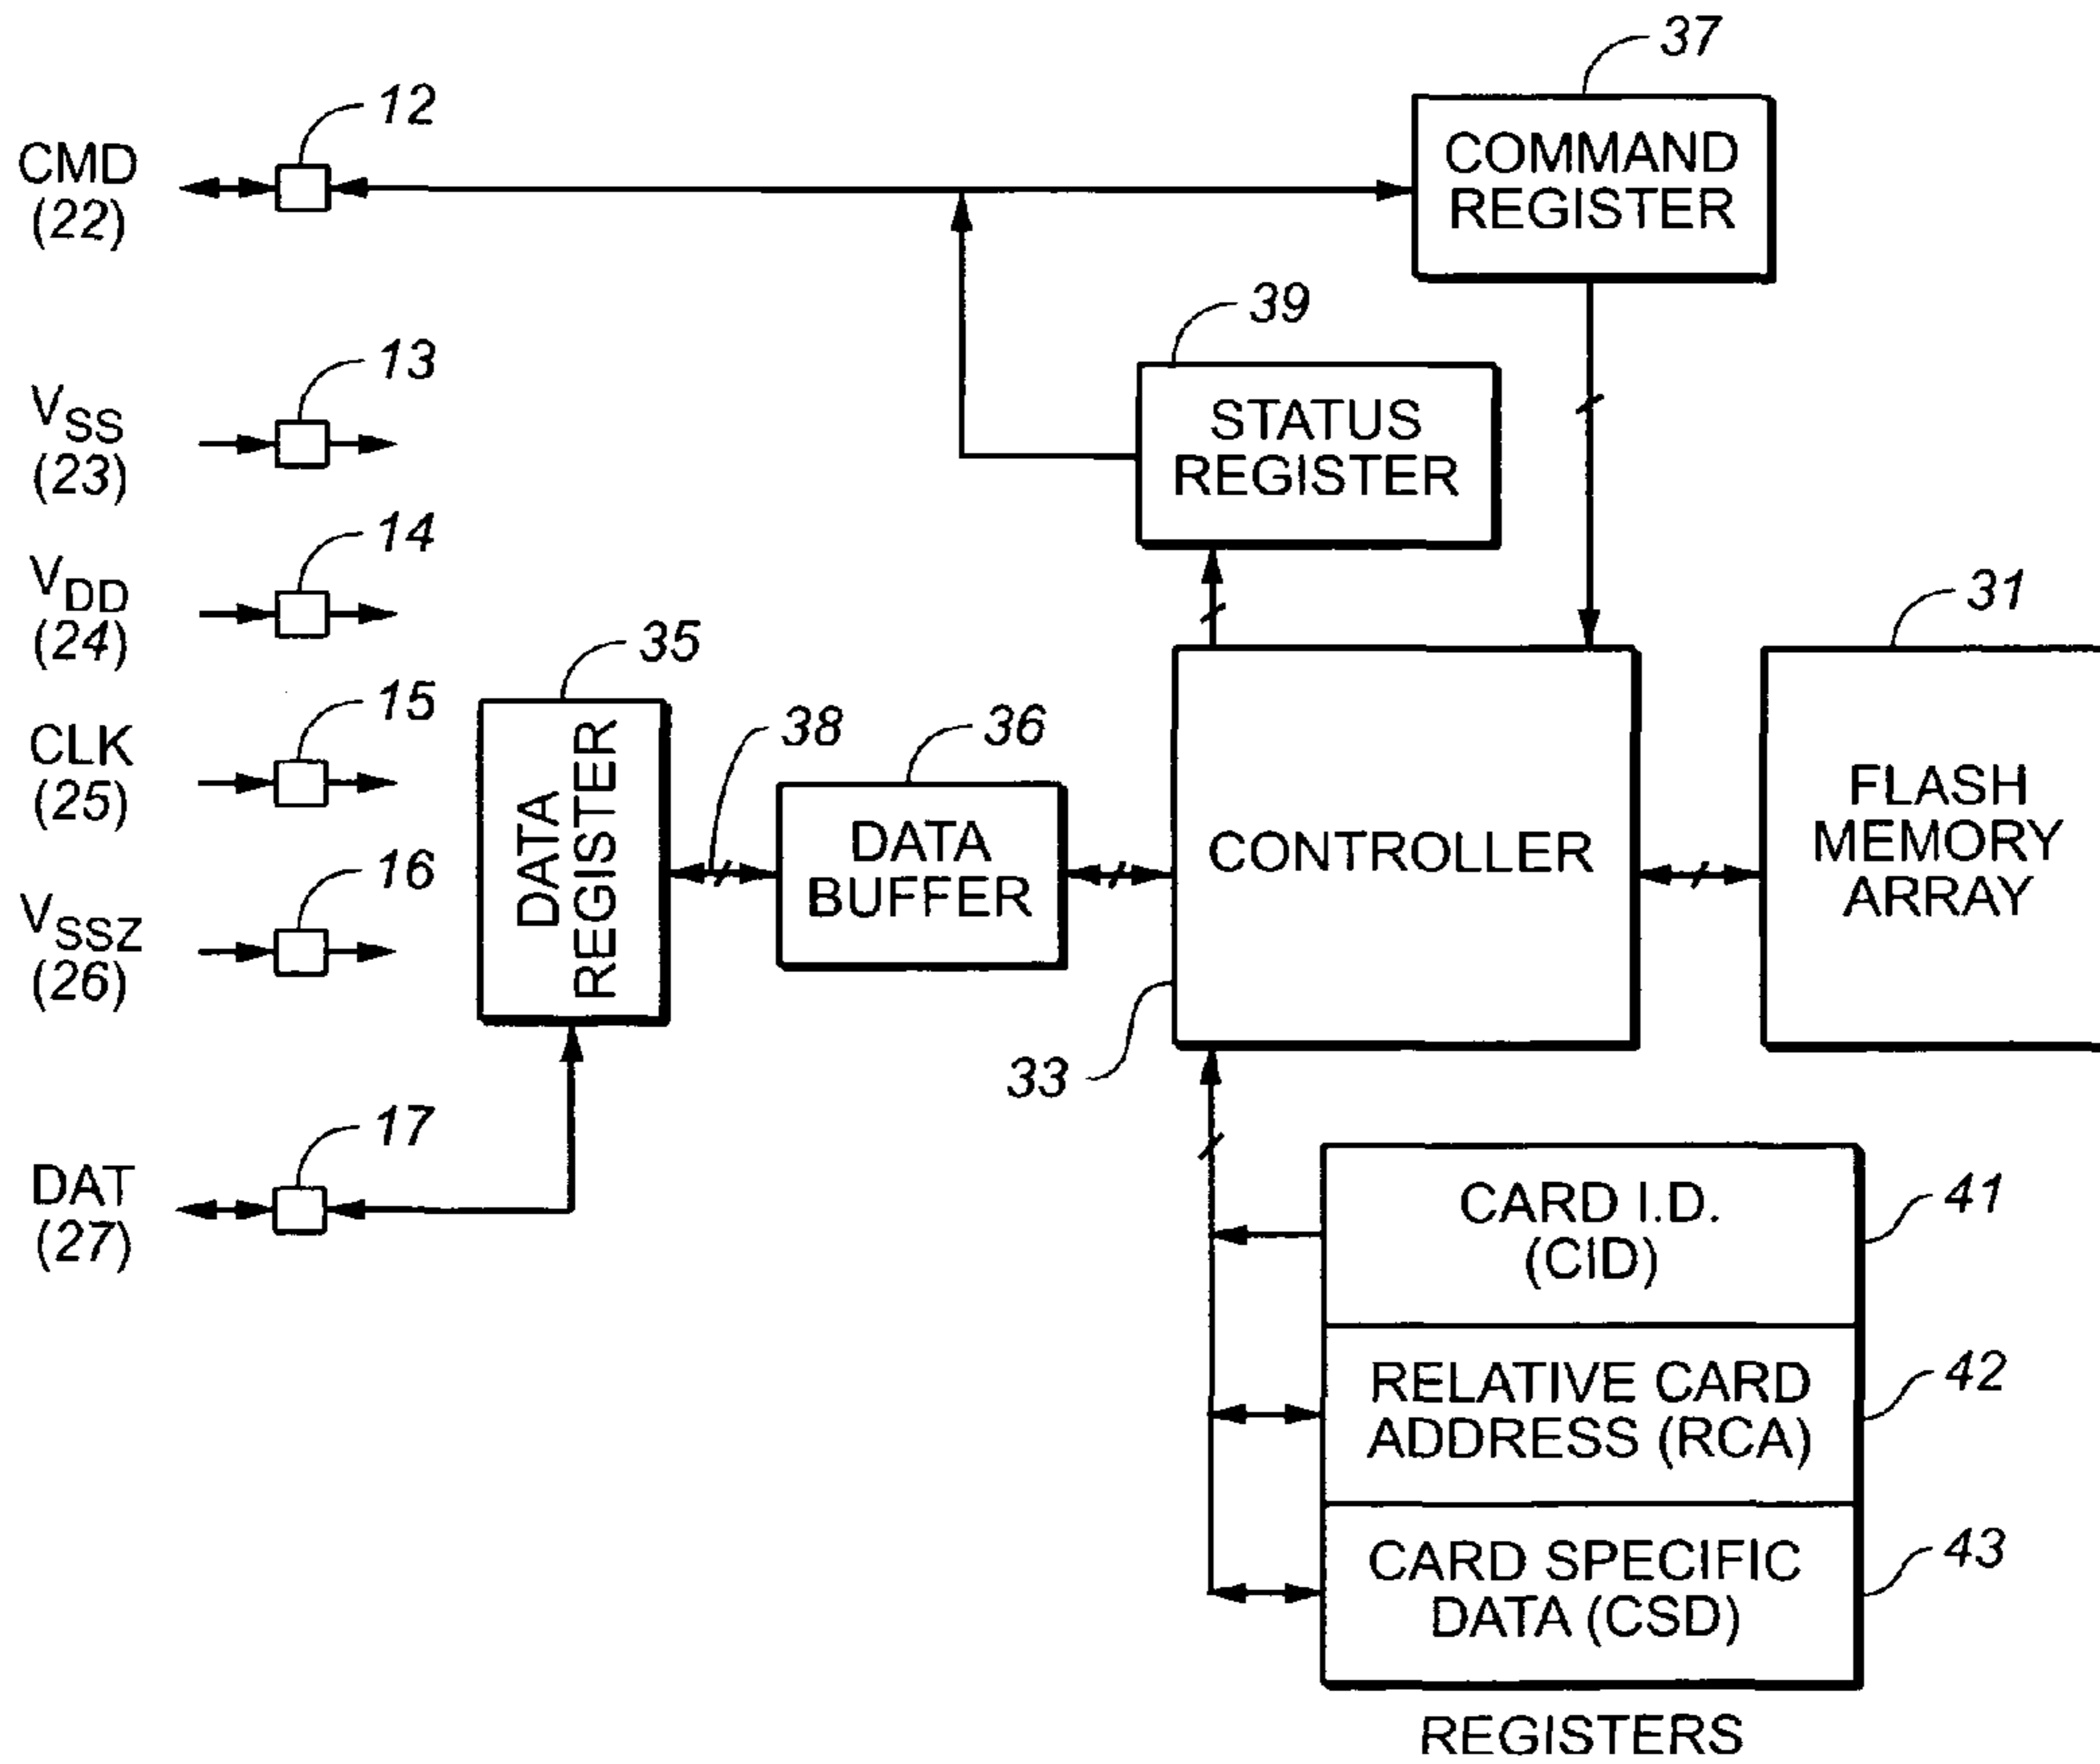 37
12
CMD
(22)
COMMAND
REGISTER
39
13
VSS
(23)
STATUS
REGISTER
14
VDD
(24)
31
35
15
CLK
(25)
38
36
DATA
REGISTER
DATA
BUFFER
CONTROLLER
FLASH
MEMORY
ARRAY
16
VSSZ
(26)
33
17
DAT
(27)
CARD I.D.
(CID)
41
RELATIVE CARD
ADDRESS (RCA)
42
CARD SPECIFIC
DATA (CSD)
43
REGISTERS